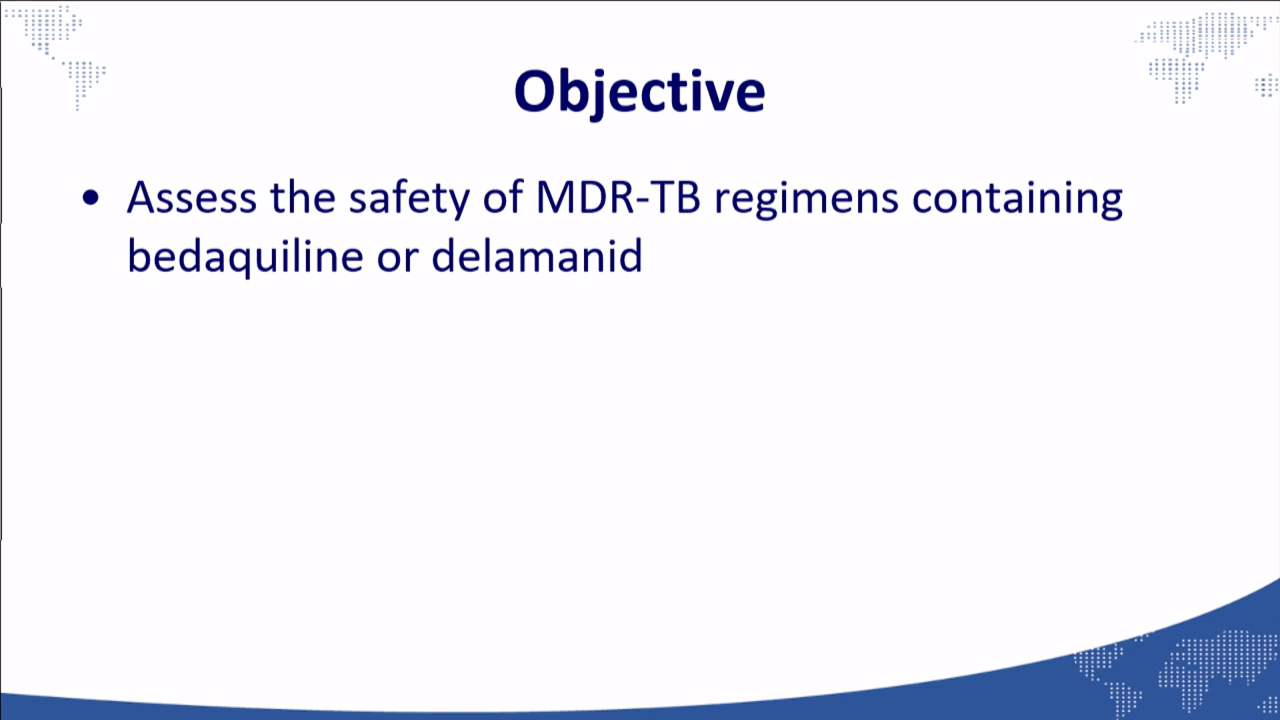 Objective
• Assess the safety of MDR-TB regimens containing
bedaquiline or delamanid